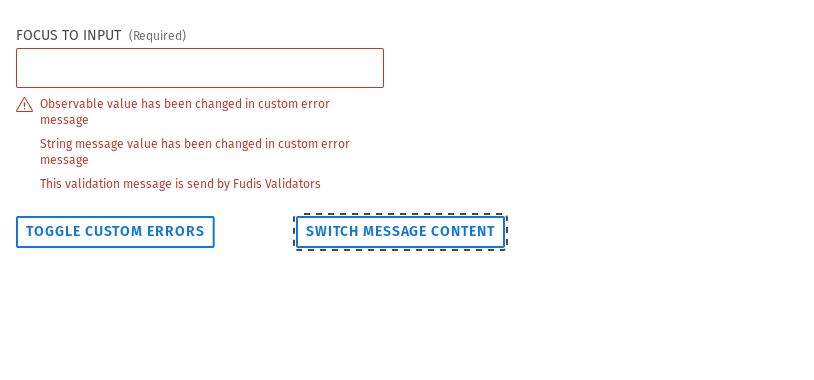 FOCUS TO INPUT (Required)
Observable value has been changed in custom error
message
String message value has been changed in custom error
message
This validation message is send by Fudis Validators
TOGGLE CUSTOM ERRORS
SWITCH MESSAGE CONTENT